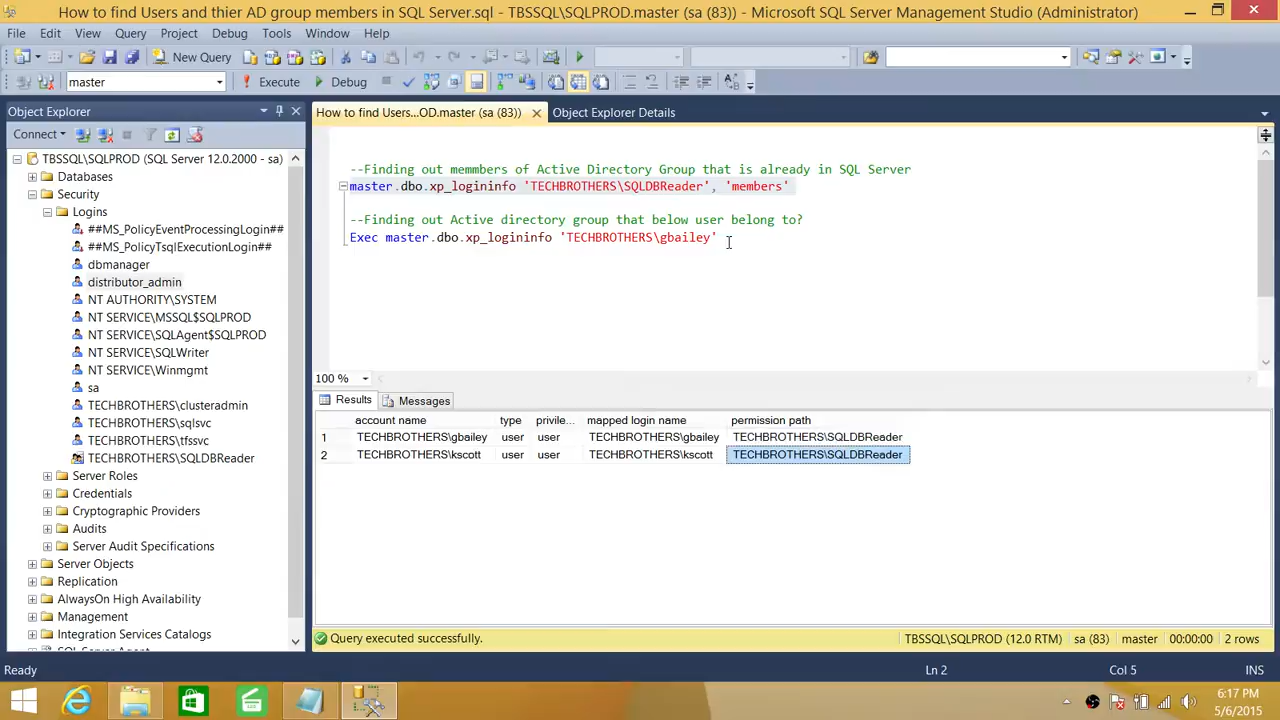 How to find Users and thier AD group members in SQL Server.sql - TBSSQL\SQLPROD.master (sa (83)) - Microsoft SQL Server Management Studio (Administrator)
File Edit View Query Project Debug Tools Window Help
New Query
master Execute Debug
Object Explorer
How to find Users...OD.master (sa (83)) Object Explorer Details
Connect
TBSSQL\SQLPROD (SQL Server 12.0.2000 - sa)
Databases
Security
Logins
##MS_PolicyEventProcessingLogin##
##MS_PolicyTsqlExecutionLogin##
dbmanager
distributor_admin
NT AUTHORITY\SYSTEM
NT SERVICE\MSSQL$SQLPROD
NT SERVICE\SQLAgent$SQLPROD
NT SERVICE\SQLWriter
NT SERVICE\Winmgmt
sa
TECHBROTHERS\clusteradmin
TECHBROTHERS\sqlsvc
TECHBROTHERS\tfssvc
TECHBROTHERS\SQLDBReader
Server Roles
Credentials
Cryptographic Providers
Audits
Server Audit Specifications
Server Objects
Replication
AlwaysOn High Availability
Management
Integration Services Catalogs
--Finding out memmbers of Active Directory Group that is already in SQL Server
master.dbo.xp_logininfo 'TECHBROTHERS\SQLDBReader', 'members'
--Finding out Active directory group that below user belong to?
Exec master.dbo.xp_logininfo 'TECHBROTHERS\gbailey'
100 %
Results Messages
account name type privile... mapped login name permission path
1 TECHBROTHERS\gbailey user user TECHBROTHERS\gbailey TECHBROTHERS\SQLDBReader
2 TECHBROTHERS\kscott user user TECHBROTHERS\kscott TECHBROTHERS\SQLDBReader
Query executed successfully. TBSSQL\SQLPROD (12.0 RTM) sa (83) master 00:00:00 2 rows
Ready Ln 2 Col 5 INS
6:17 PM
5/6/2015